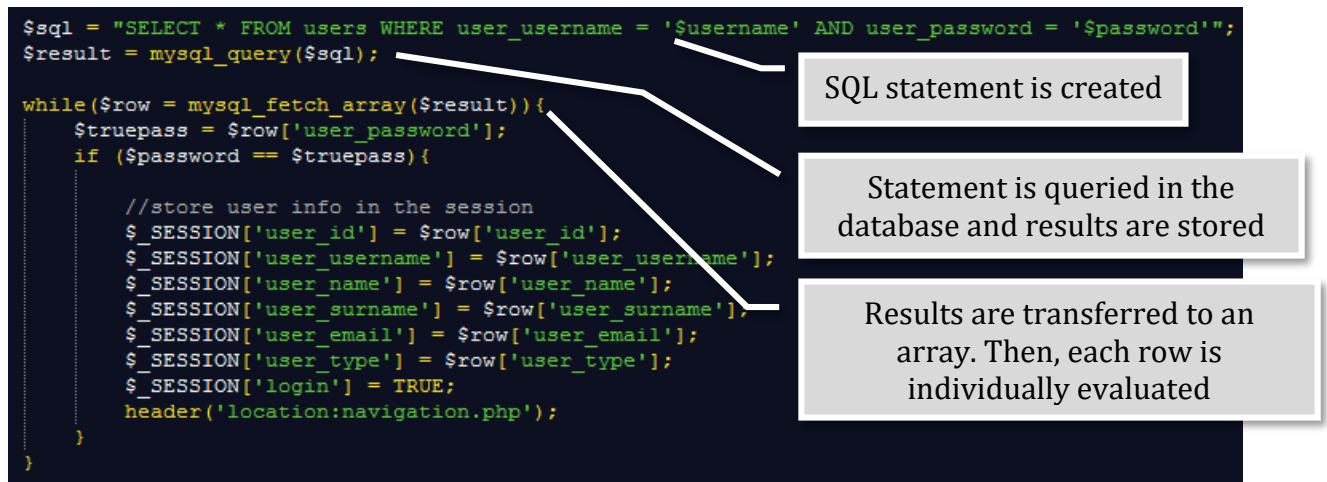 $sql = "SELECT * FROM users WHERE user_username = '$username' AND user_password = '$password'";
$result = mysql_query($sql);
while($row = mysql_fetch_array($result)){
$truepass = $row['user_password'];
if ($password == $truepass){
//store user info in the session
$_SESSION['user_id'] = $row['user_id'];
$_SESSION['user_username'] = $row['user_username'];
$_SESSION['user_name'] = $row['user_name'];
$_SESSION['user_surname'] = $row['user_surname'];
$_SESSION['user_email'] = $row['user_email'];
$_SESSION['user_type'] = $row['user_type'];
$_SESSION['login'] = TRUE;
header('location:navigation.php');
}
}
SQL statement is created
Statement is queried in the
database and results are stored
Results are transferred to an
array. Then, each row is
individually evaluated